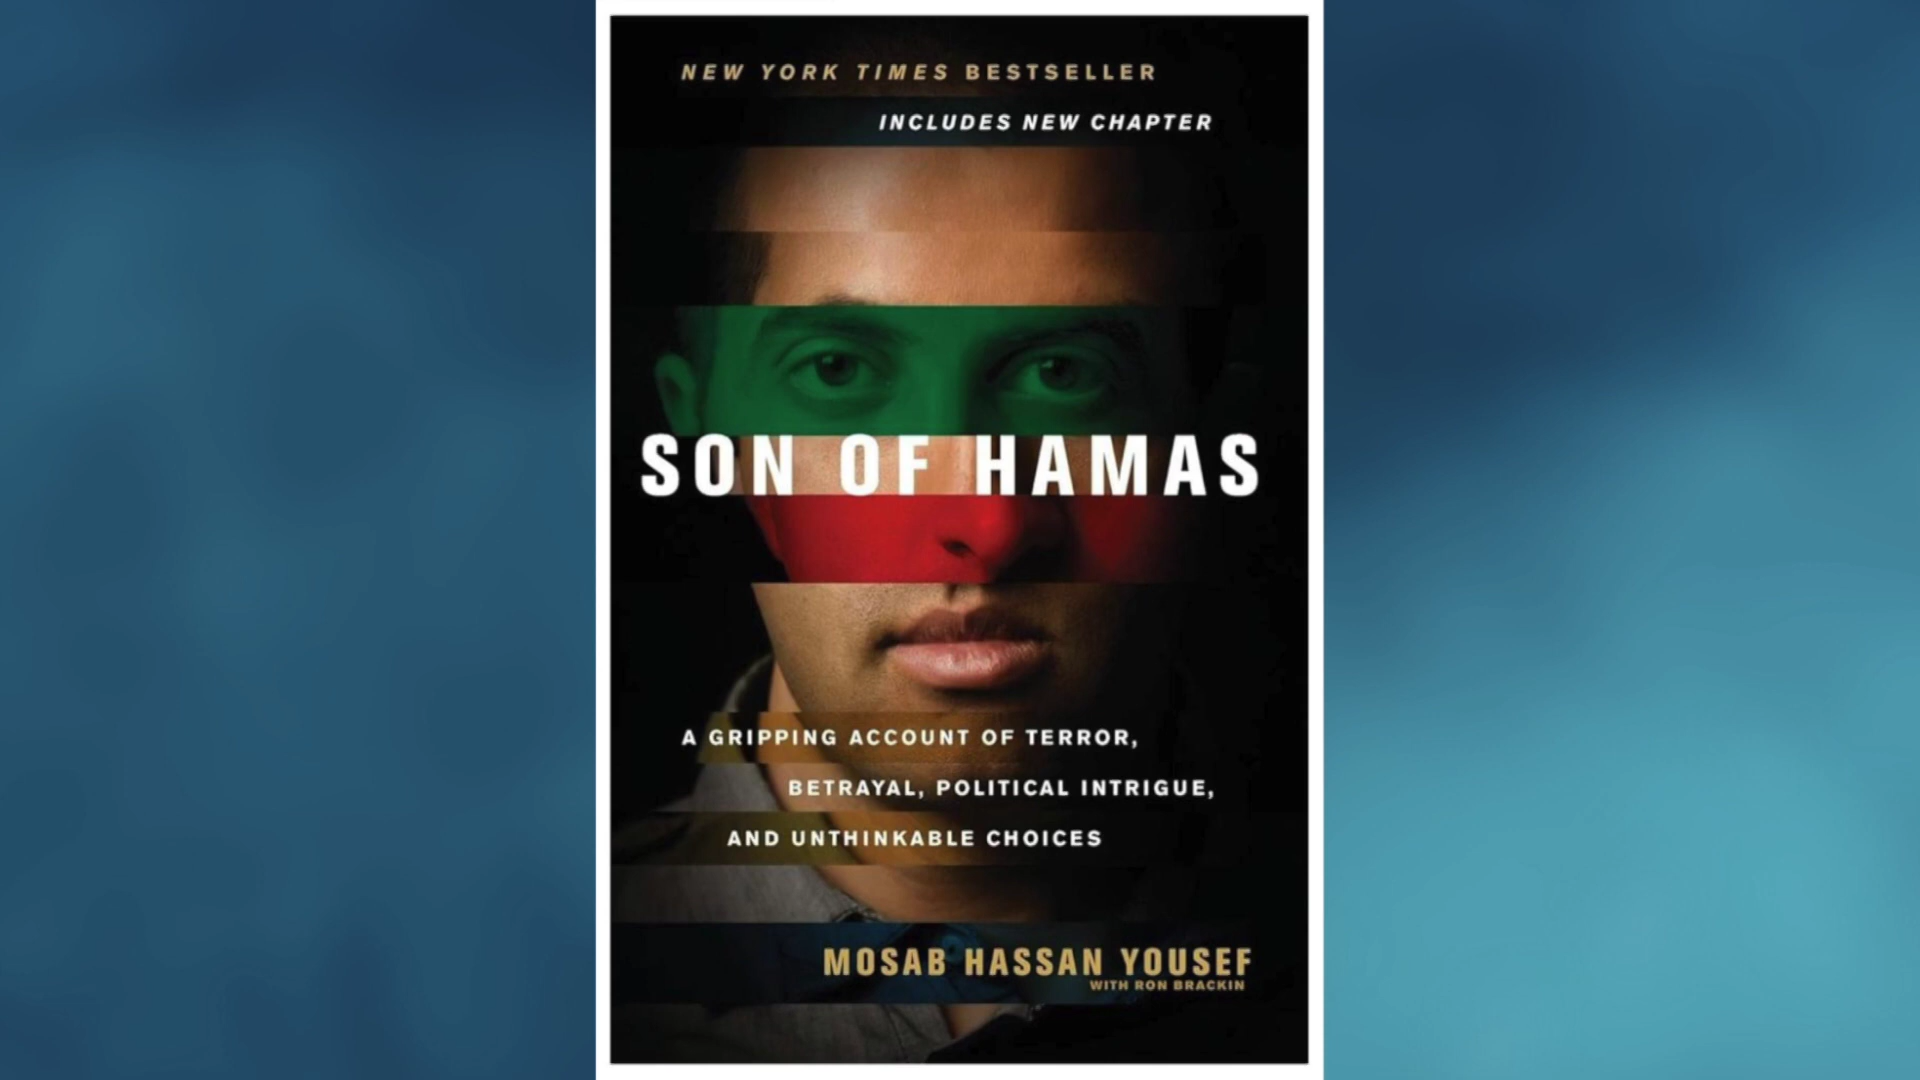 NEW YORK TIMES BESTSELLER
INCLUDES NEW CHAPTER
SON OF HAMAS
A GRIPPING ACCOUNT OF TERROR,
BETRAYAL, POLITICAL INTRIGUE,
AND UNTHINKABLE CHOICES
MOSAB HASSAN YOUSEF
WITH RON BRACKIN